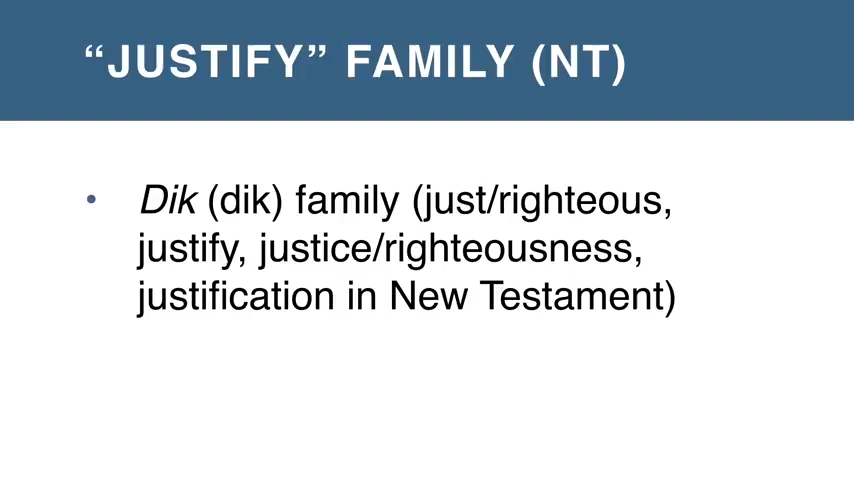 “JUSTIFY” FAMILY (NT)
• Dik (dik) family (just/righteous,
justify, justice/righteousness,
justification in New Testament)